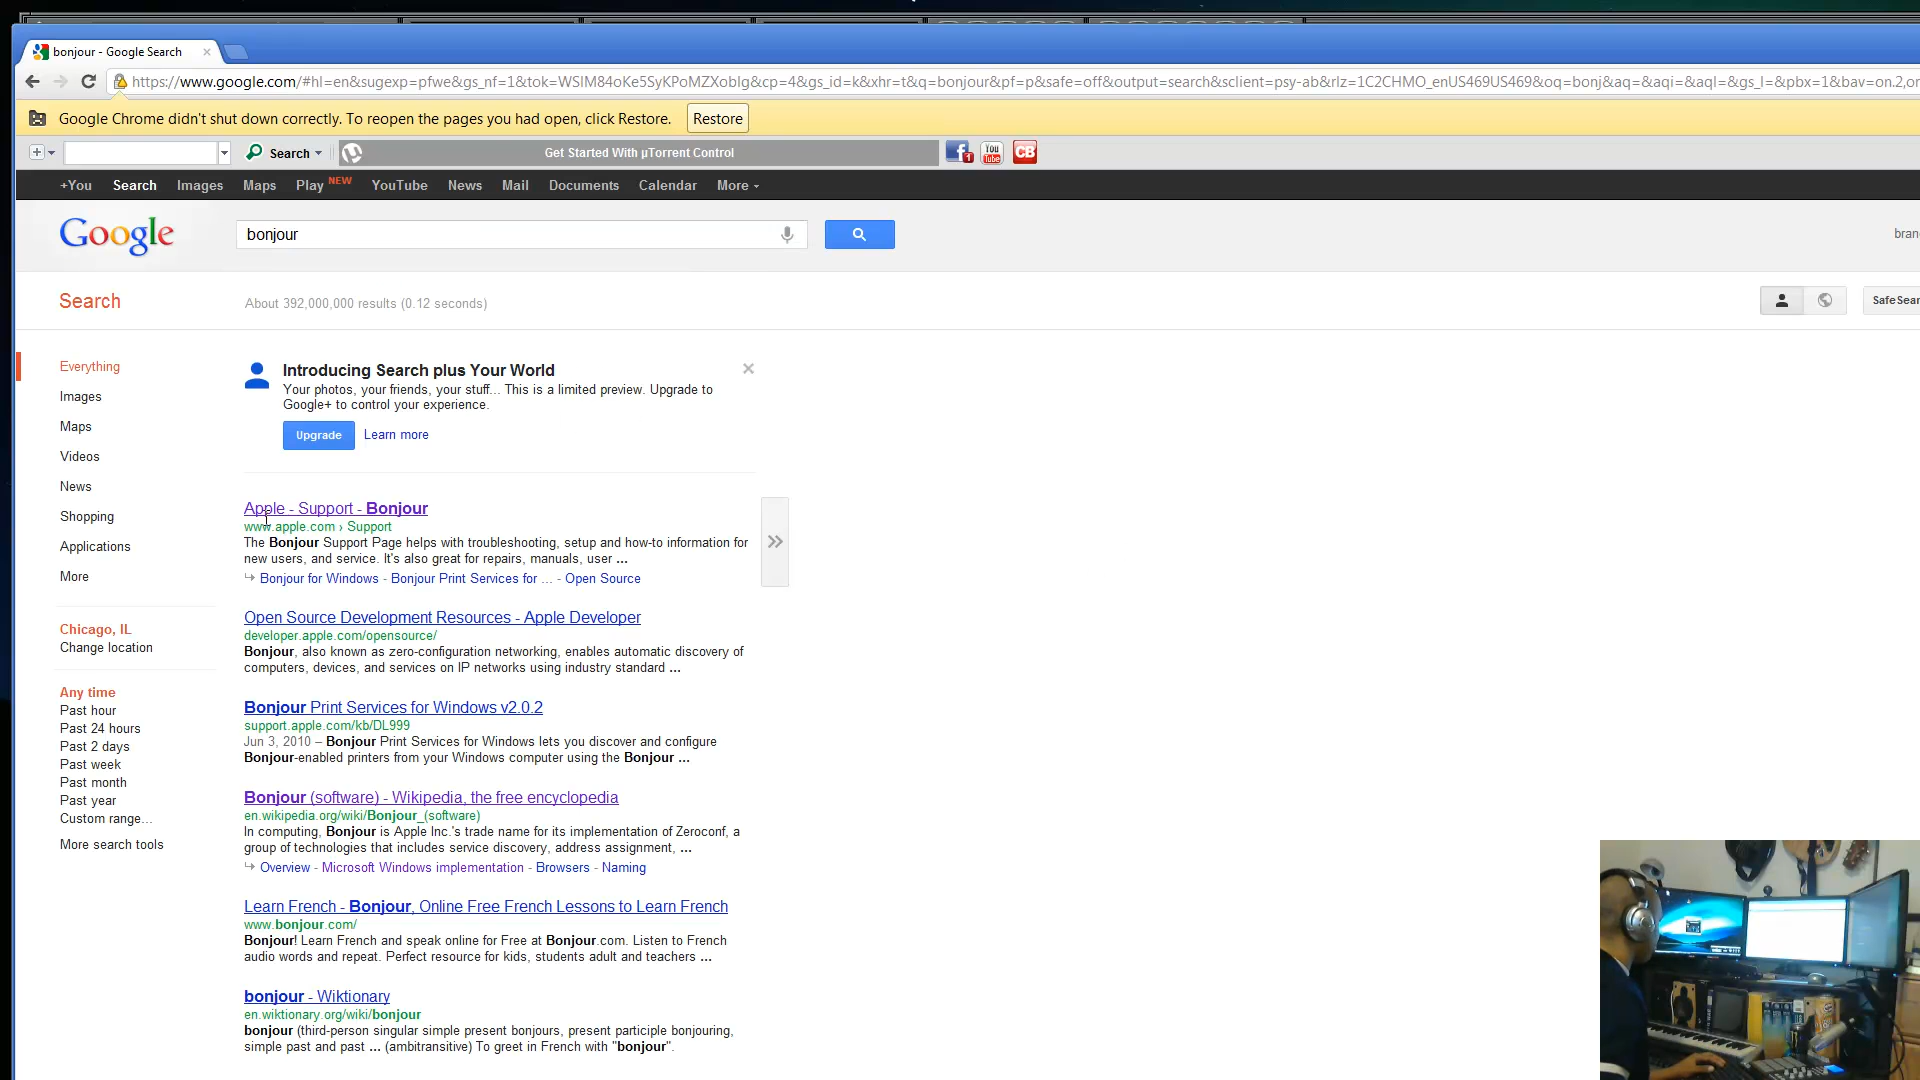 bonjour - Google Search
https://www.google.com/#hl=en&sugexp=pfwe&gs_nf=1&tok=WSlM84oKe5SyKPoMZXobIg&cp=4&gs_id=k&xhr=t&q=bonjour&pf=p&safe=off&output=search&sclient=psy-ab&rlz=1C2CHMO_enUS469US469&oq=bonj&aq=&aqi=&aql=&gs_l=&pbx=1&bav=on.2,or
Google Chrome didn't shut down correctly. To reopen the pages you had open, click Restore. Restore
Search Get Started With µTorrent Control 1 You Tube CB
+You Search Images Maps Play NEW YouTube News Mail Documents Calendar More
Google bonjour bran
Search About 392,000,000 results (0.12 seconds) SafeSear
Everything
Images
Maps
Videos
News
Shopping
Applications
More
Chicago, IL
Change location
Any time
Past hour
Past 24 hours
Past 2 days
Past week
Past month
Past year
Custom range...
More search tools
Introducing Search plus Your World
Your photos, your friends, your stuff... This is a limited preview. Upgrade to
Google+ to control your experience.
Upgrade Learn more
Apple - Support - Bonjour
www.apple.com › Support
The Bonjour Support Page helps with troubleshooting, setup and how-to information for
new users, and service. It's also great for repairs, manuals, user ...
Bonjour for Windows - Bonjour Print Services for ... - Open Source
Open Source Development Resources - Apple Developer
developer.apple.com/opensource/
Bonjour, also known as zero-configuration networking, enables automatic discovery of
computers, devices, and services on IP networks using industry standard ...
Bonjour Print Services for Windows v2.0.2
support.apple.com/kb/DL999
Jun 3, 2010 – Bonjour Print Services for Windows lets you discover and configure
Bonjour-enabled printers from your Windows computer using the Bonjour ...
Bonjour (software) - Wikipedia, the free encyclopedia
en.wikipedia.org/wiki/Bonjour_(software)
In computing, Bonjour is Apple Inc.'s trade name for its implementation of Zeroconf, a
group of technologies that includes service discovery, address assignment, ...
Overview - Microsoft Windows implementation - Browsers - Naming
Learn French - Bonjour, Online Free French Lessons to Learn French
www.bonjour.com/
Bonjour! Learn French and speak online for Free at Bonjour.com. Listen to French
audio words and repeat. Perfect resource for kids, students adult and teachers ...
bonjour - Wiktionary
en.wiktionary.org/wiki/bonjour
bonjour (third-person singular simple present bonjours, present participle bonjouring,
simple past and past ... (ambitransitive) To greet in French with "bonjour".